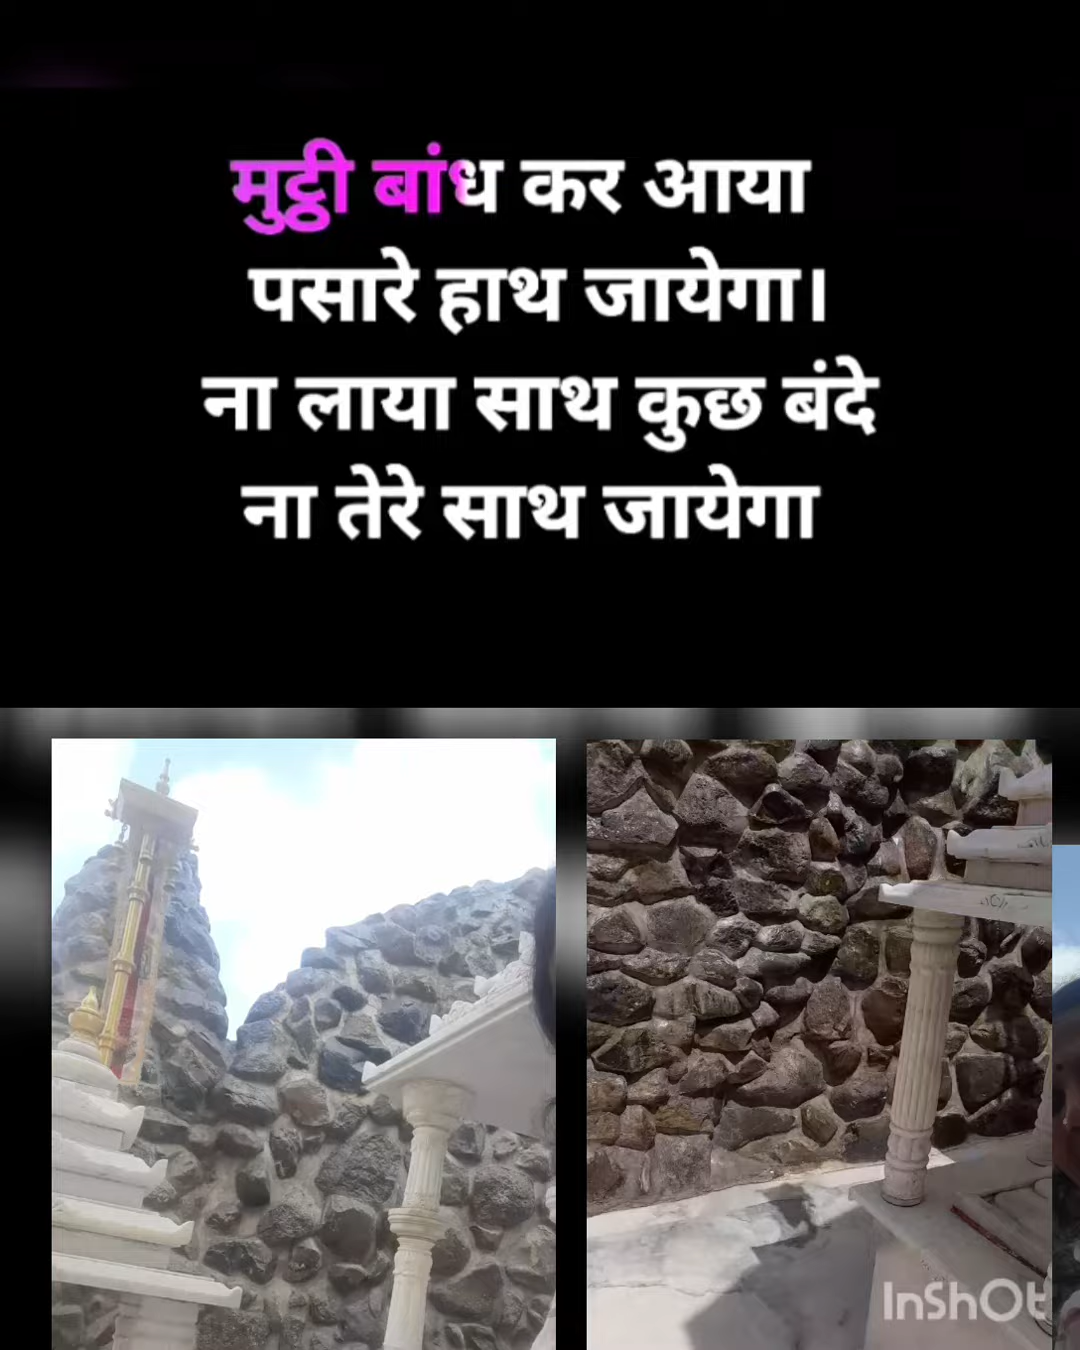 मुट्ठी बांध कर आया
पसारे हाथ जायेगा।
ना लाया साथ कुछ बंदे
ना तेरे साथ जायेगा
InShOt